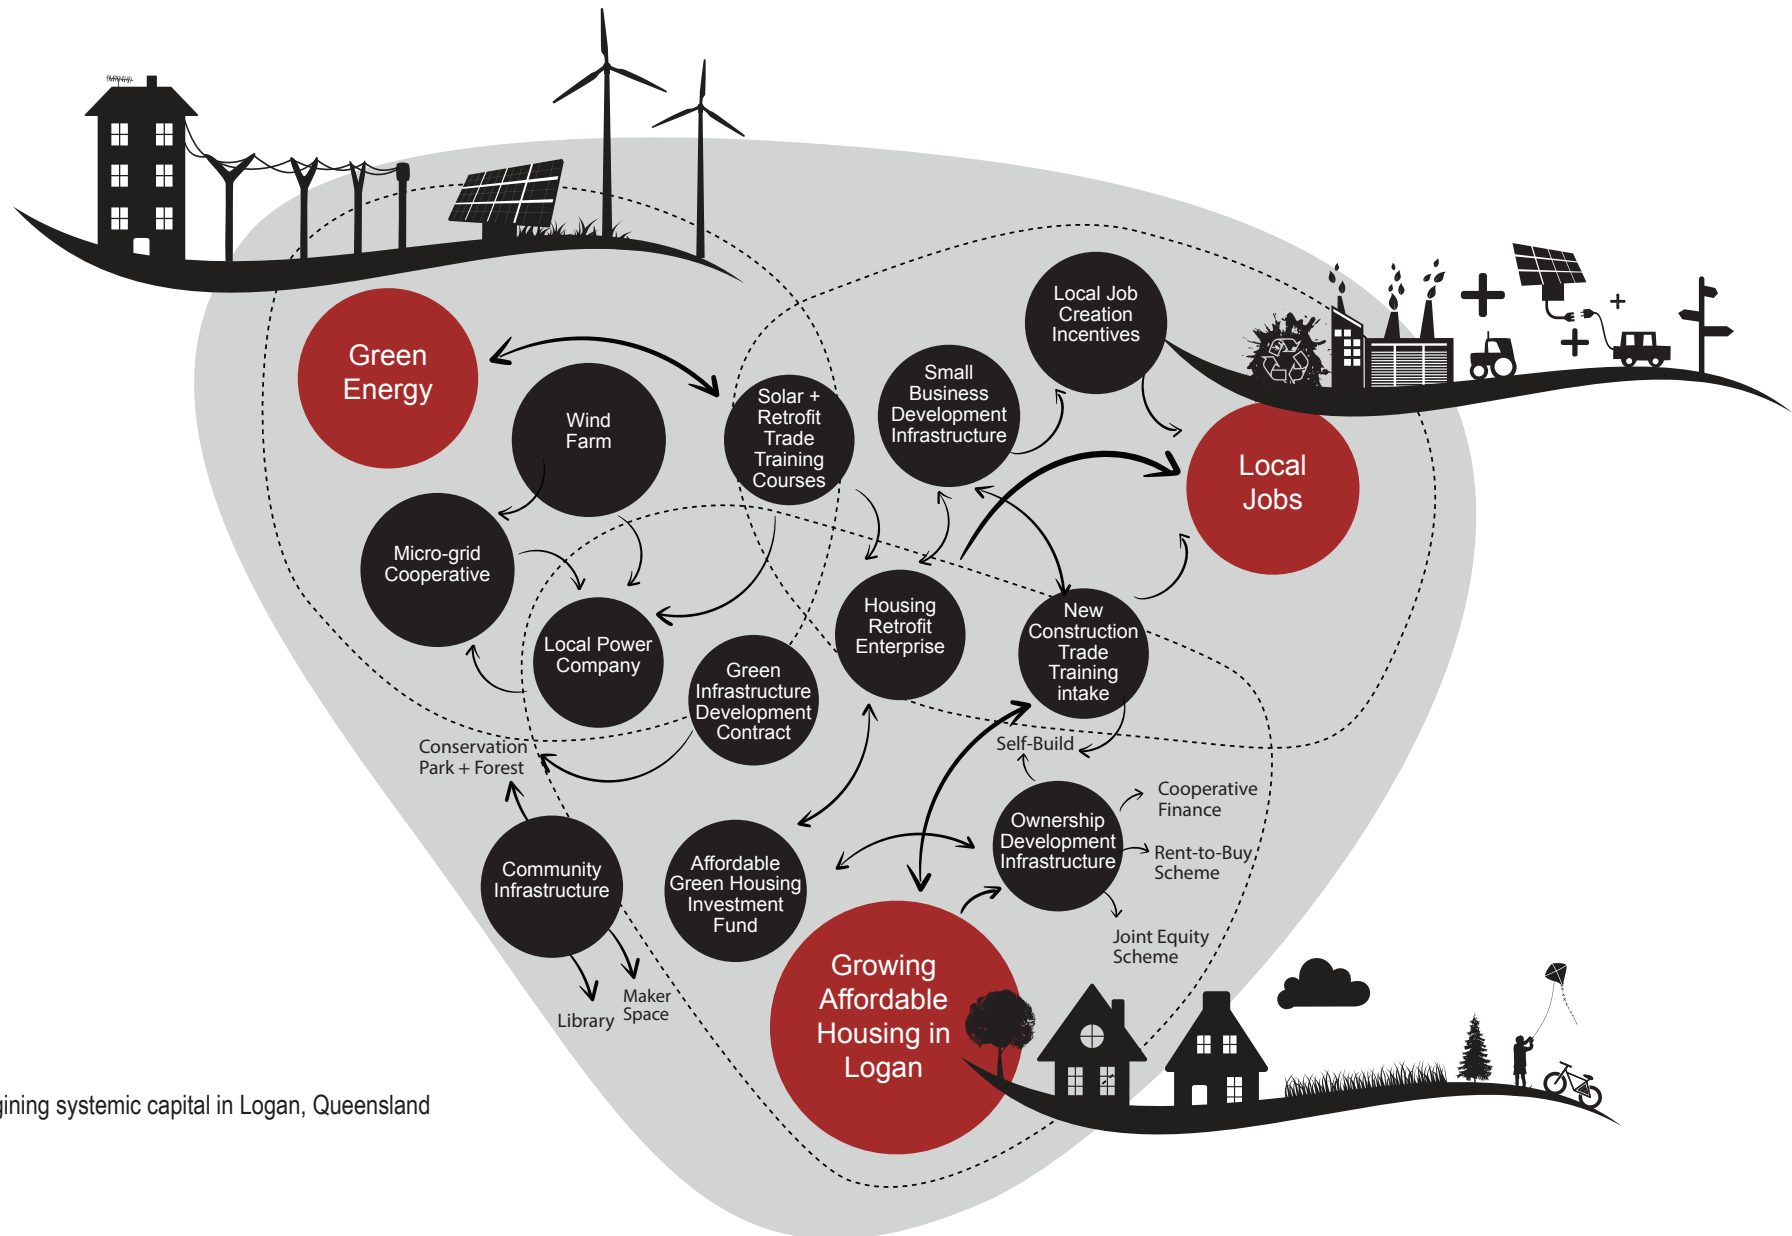 Green
Energy
Wind
Farm
Solar +
Retrofit
Trade
Training
Courses
Small
Business
Development
Infrastructure
Local Job
Creation
Incentives
Local
Jobs
Micro-grid
Cooperative
Local Power
Company
Green
Infrastructure
Development
Contract
Housing
Retrofit
Enterprise
New
Construction
Trade
Training
intake
Conservation
Park + Forest
Self-Build
Cooperative
Finance
Ownership
Development
Infrastructure
Rent-to-Buy
Scheme
Joint Equity
Scheme
Community
Infrastructure
Affordable
Green Housing
Investment
Fund
Maker
Space
Library
Growing
Affordable
Housing in
Logan
gining systemic capital in Logan, Queensland